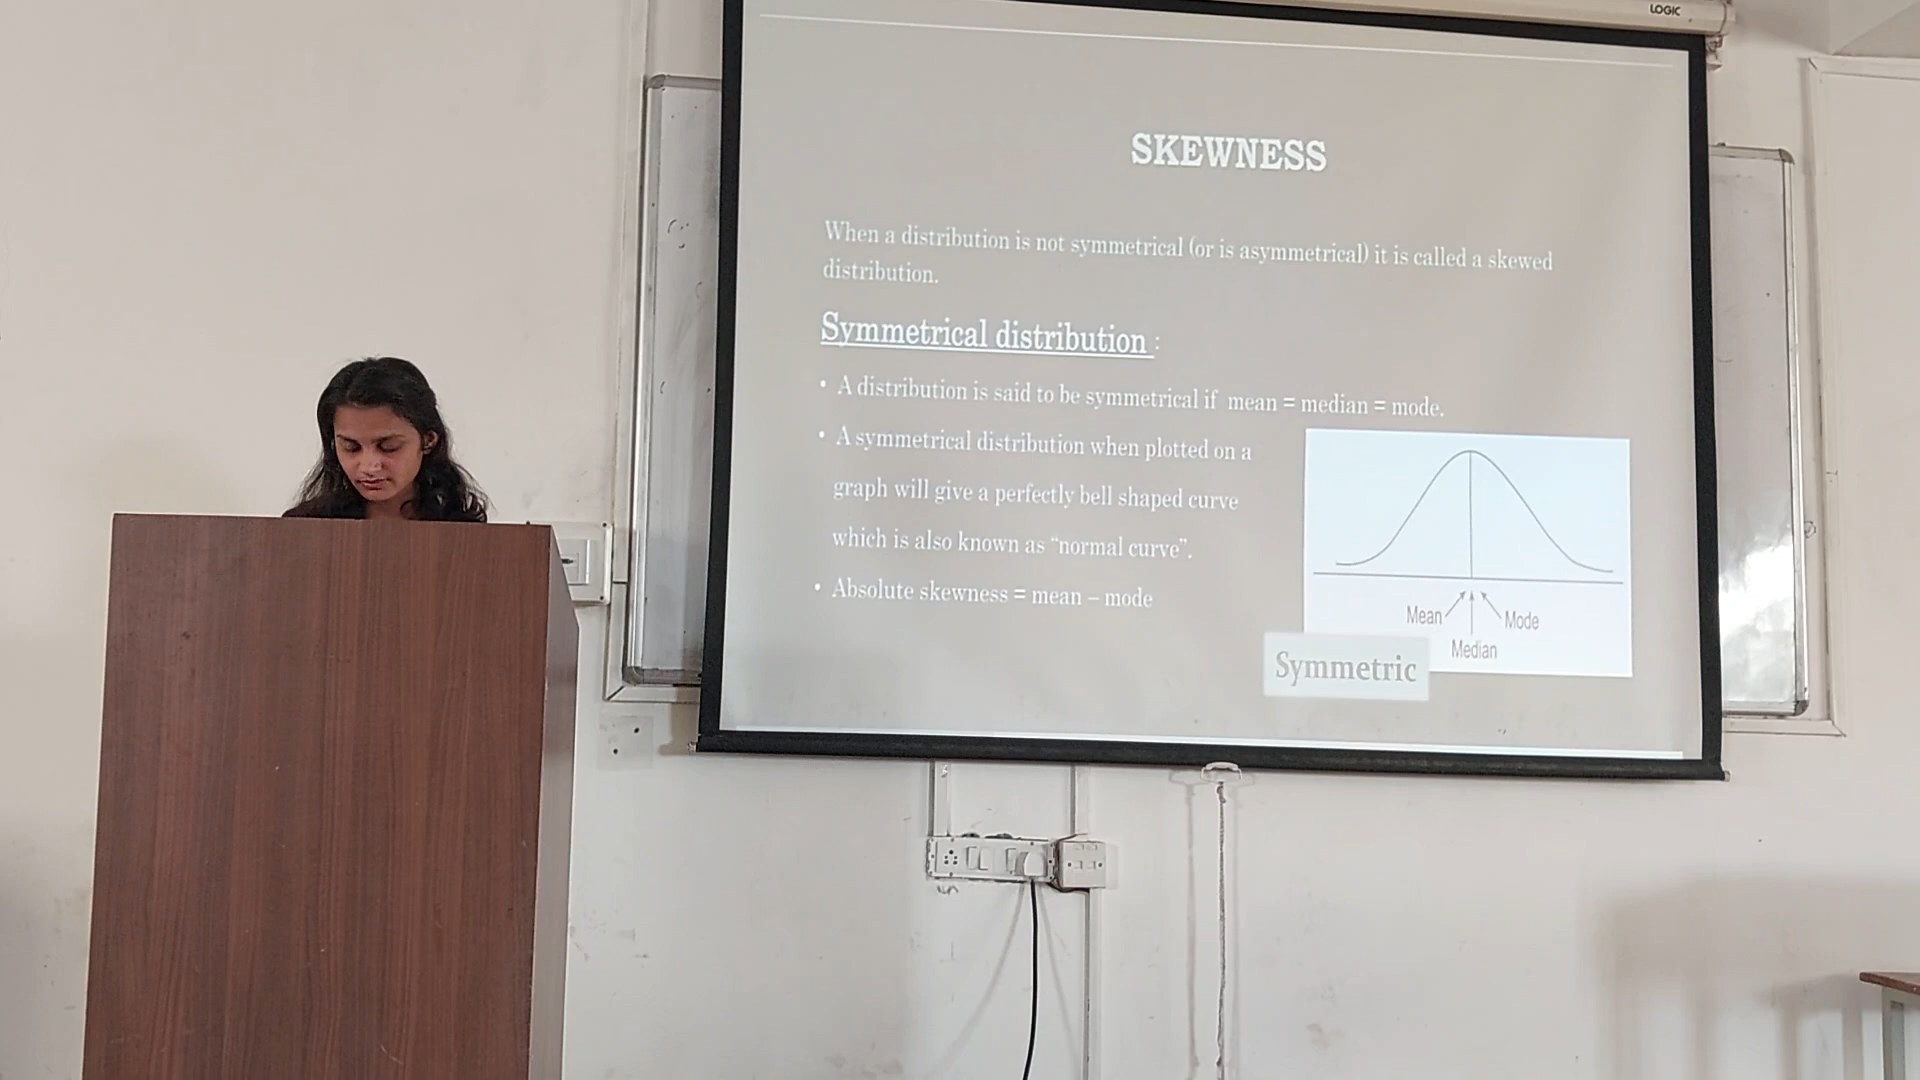 LOGIC
SKEWNESS
When a distribution is not symmetrical (or is asymmetrical) it is called a skewed
distribution.
Symmetrical distribution :
• A distribution is said to be symmetrical if mean = median = mode.
• A symmetrical distribution when plotted on a
graph will give a perfectly bell shaped curve
which is also known as “normal curve”.
• Absolute skewness = mean – mode
Mean
Mode
Median
Symmetric